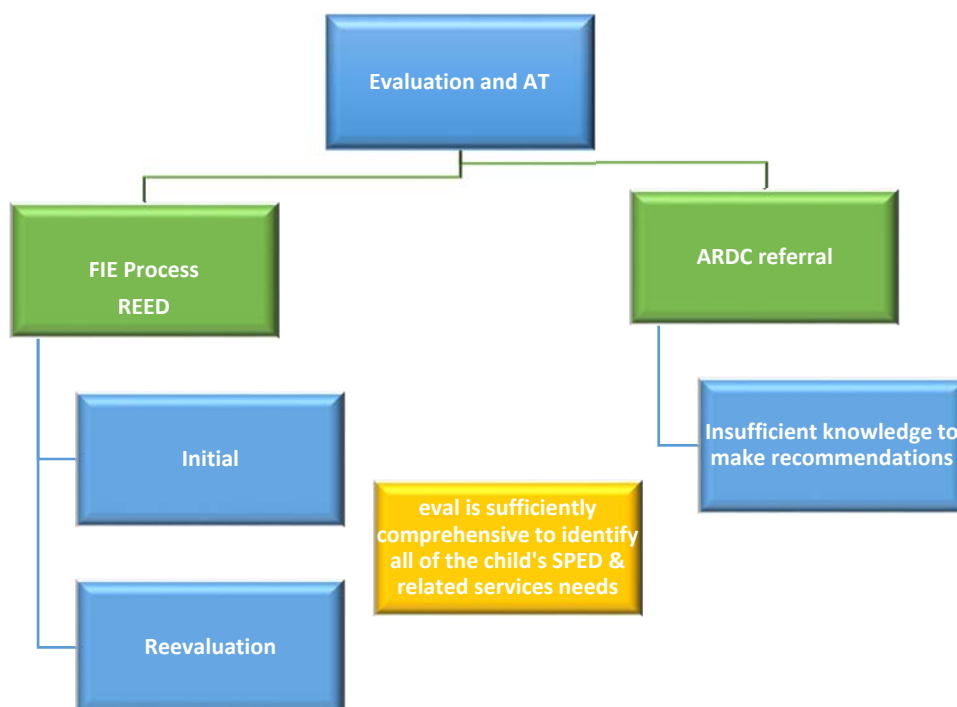 Evaluation and AT
FIE Process
REED
ARDC referral
Initial
Insufficient knowledge to
make recommendations
eval is sufficiently
comprehensive to identify
all of the child's SPED &
related services needs
Reevaluation